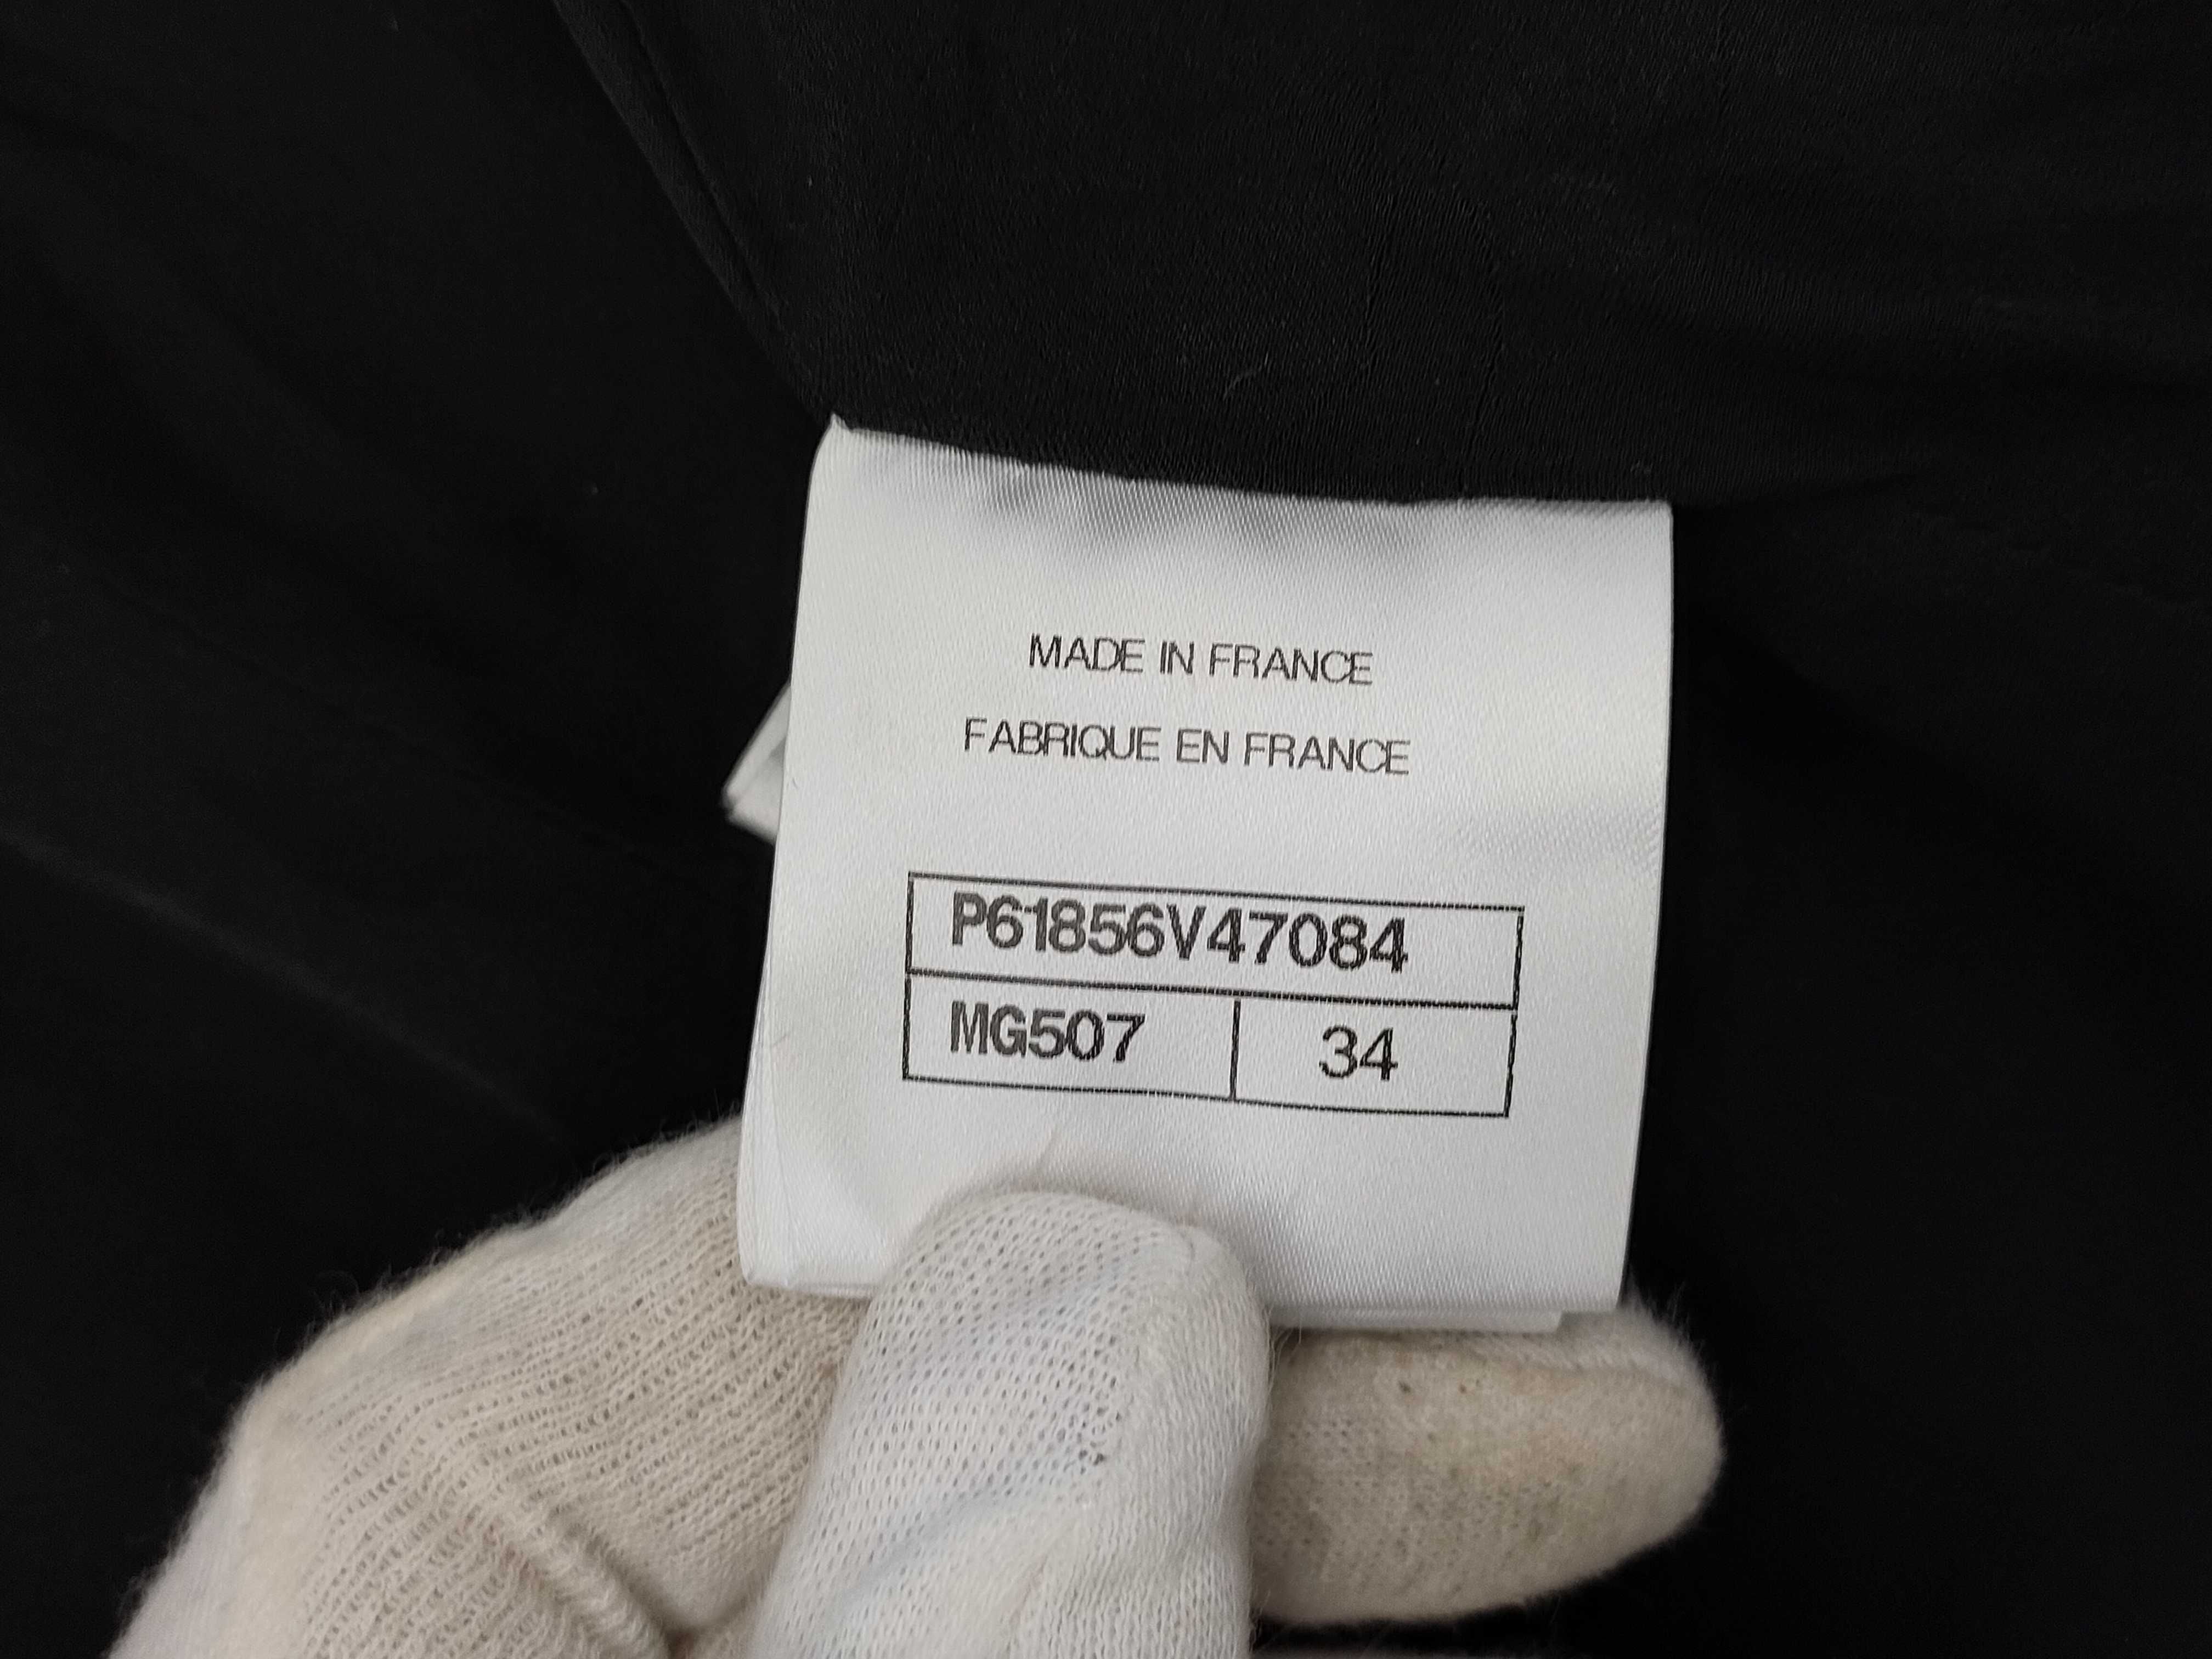 MADE IN FRANCE
FABRIQUE EN FRANCE
P61856V47084
MG507 34